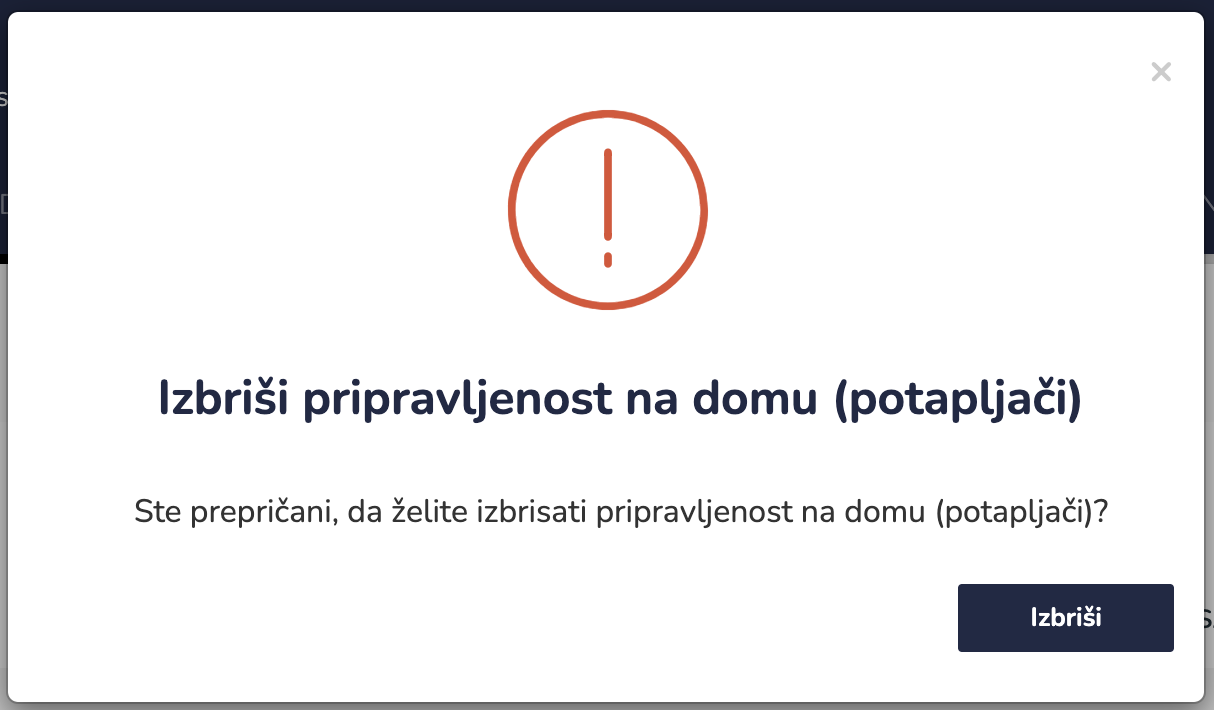 Izbriši pripravljenost na domu (potapljači)
Ste prepričani, da želite izbrisati pripravljenost na domu (potapljači)?
Izbriši